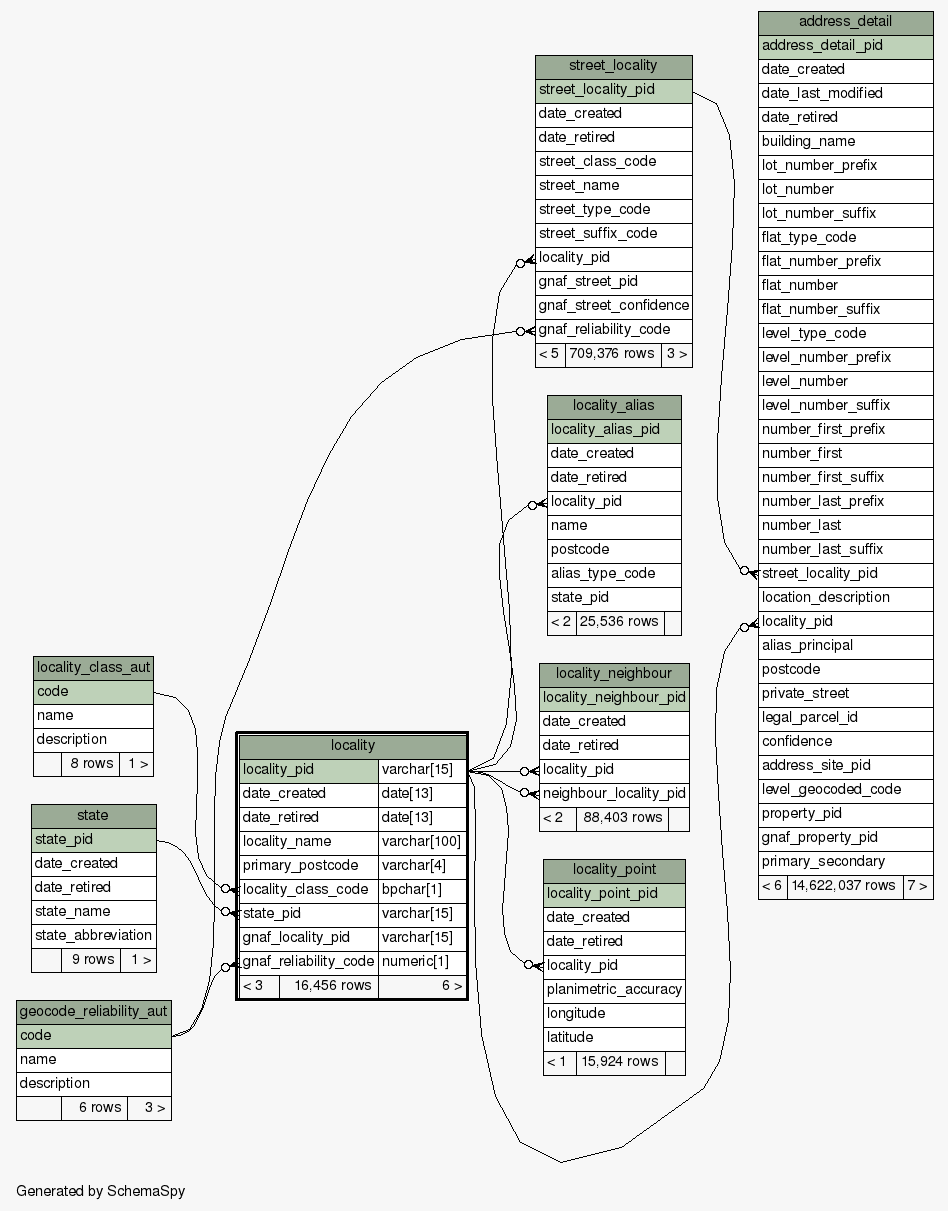 address_detail
address_detail_pid
date_created
date_last_modified
date_retired
building_name
lot_number_prefix
lot_number
lot_number_suffix
flat_type_code
flat_number_prefix
flat_number
flat_number_suffix
level_type_code
level_number_prefix
level_number
level_number_suffix
number_first_prefix
number_first
number_first_suffix
number_last_prefix
number_last
number_last_suffix
street_locality_pid
location_description
locality_pid
alias_principal
postcode
private_street
legal_parcel_id
confidence
address_site_pid
level_geocoded_code
property_pid
gnaf_property_pid
primary_secondary
< 6 14,622,037 rows 7 >
street_locality
street_locality_pid
date_created
date_retired
street_class_code
street_name
street_type_code
street_suffix_code
locality_pid
gnaf_street_pid
gnaf_street_confidence
gnaf_reliability_code
< 5 709,376 rows 3 >
locality_alias
locality_alias_pid
date_created
date_retired
locality_pid
name
postcode
alias_type_code
state_pid
< 2 25,536 rows
locality_neighbour
locality_neighbour_pid
date_created
date_retired
locality_pid
neighbour_locality_pid
< 2 88,403 rows
locality_point
locality_point_pid
date_created
date_retired
locality_pid
planimetric_accuracy
longitude
latitude
< 1 15,924 rows
locality_class_aut
code
name
description
8 rows 1 >
state
state_pid
date_created
date_retired
state_name
state_abbreviation
9 rows 1 >
geocode_reliability_aut
code
name
description
6 rows 3 >
locality
locality_pid varchar[15]
date_created date[13]
date_retired date[13]
locality_name varchar[100]
primary_postcode varchar[4]
locality_class_code bpchar[1]
state_pid varchar[15]
gnaf_locality_pid varchar[15]
gnaf_reliability_code numeric[1]
< 3 16,456 rows 6 >
Generated by SchemaSpy